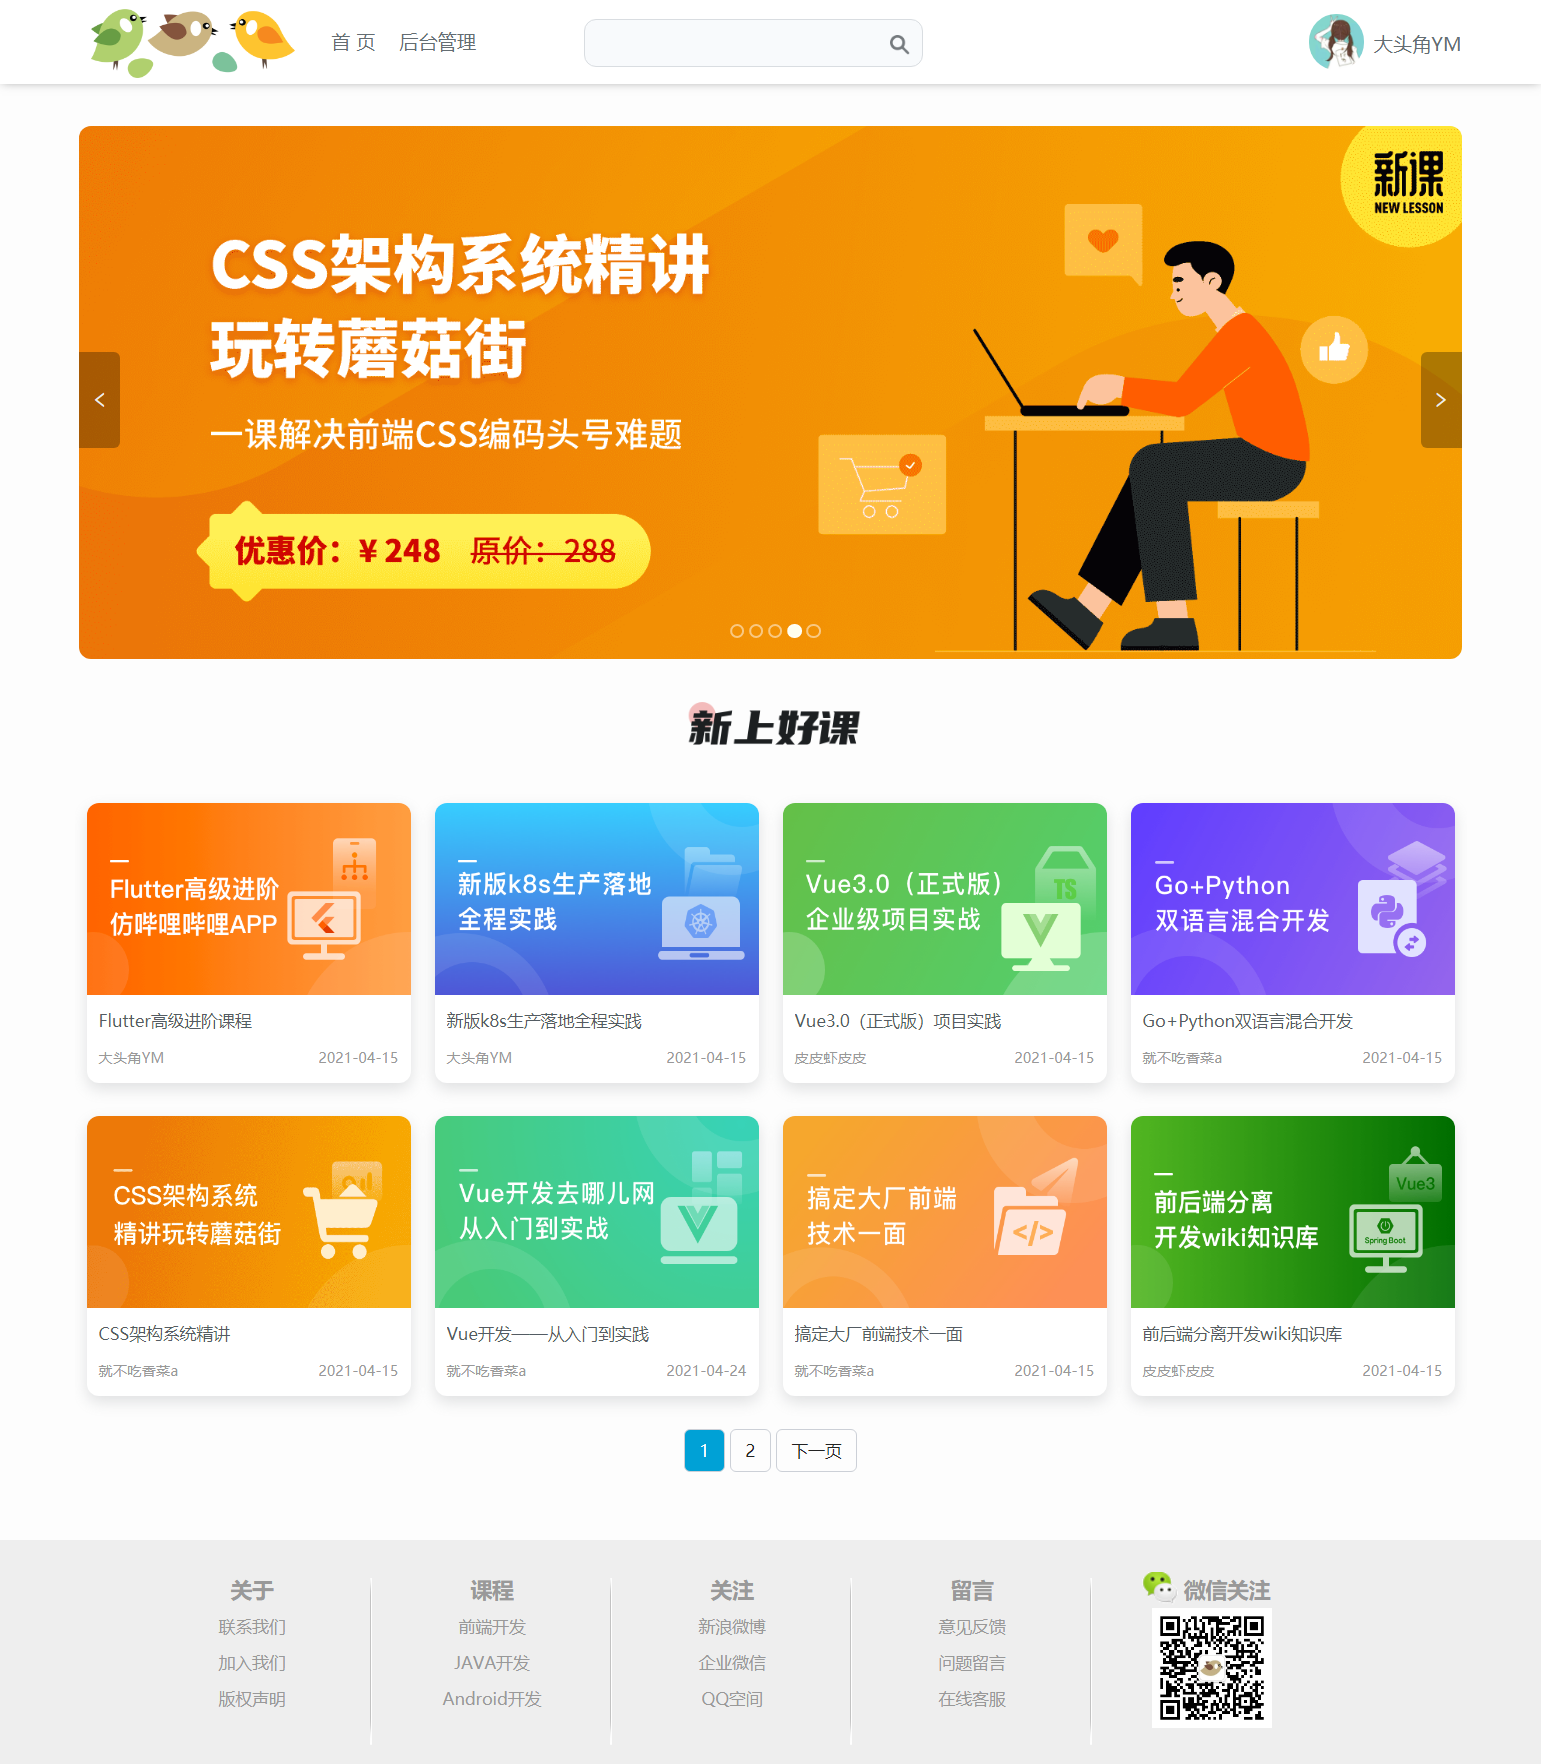 首 页
后台管理
大头角YM
新课
NEW LESSON
CSS架构系统精讲
玩转蘑菇街
一课解决前端CSS编码头号难题
优惠价：¥ 248 原价：288
新上好课
Flutter高级进阶
仿哔哩哔哩APP
Flutter高级进阶课程
大头角YM 2021-04-15
新版k8s生产落地
全程实践
新版k8s生产落地全程实践
大头角YM 2021-04-15
Vue3.0（正式版）
企业级项目实战
TS
Vue3.0（正式版）项目实践
皮皮虾皮皮 2021-04-15
Go+Python
双语言混合开发
Go+Python双语言混合开发
就不吃香菜a 2021-04-15
CSS架构系统
精讲玩转蘑菇街
CSS架构系统精讲
就不吃香菜a 2021-04-15
Vue开发去哪儿网
从入门到实战
Vue开发——从入门到实践
就不吃香菜a 2021-04-24
搞定大厂前端
技术一面
</>
搞定大厂前端技术一面
就不吃香菜a 2021-04-15
前后端分离
开发wiki知识库
Vue3
Spring Boot
前后端分离开发wiki知识库
皮皮虾皮皮 2021-04-15
1 2 下一页
关于
联系我们
加入我们
版权声明
课程
前端开发
JAVA开发
Android开发
关注
新浪微博
企业微信
QQ空间
留言
意见反馈
问题留言
在线客服
微信关注